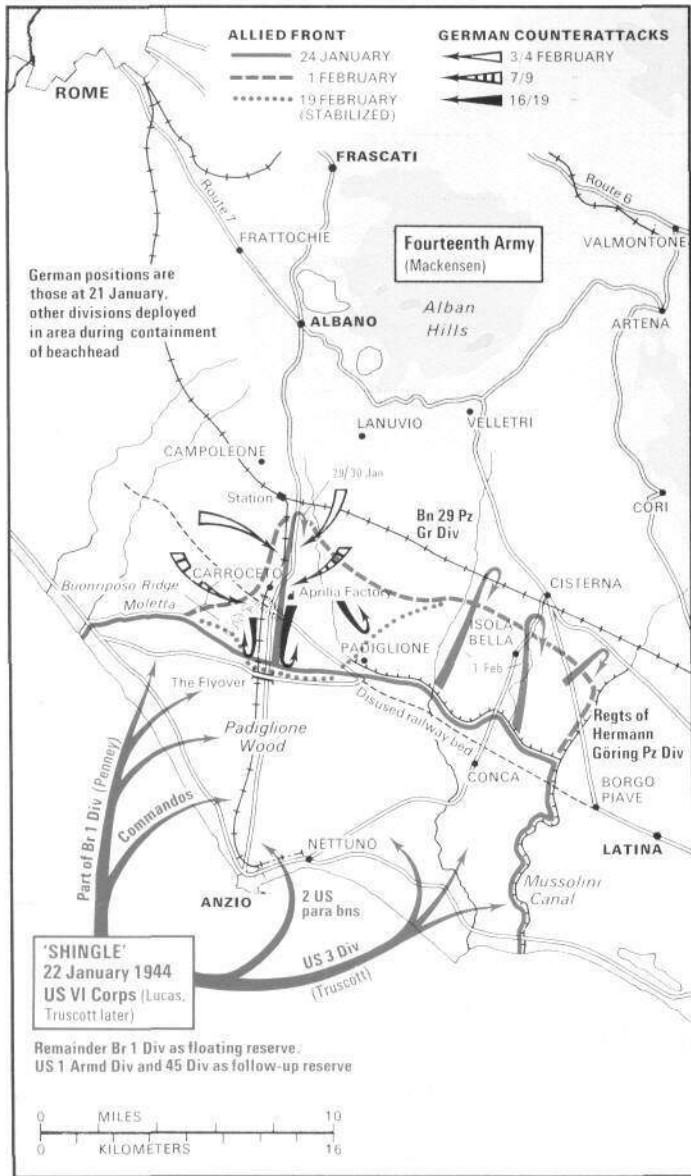 ALLIED FRONT
24 JANUARY
1 FEBRUARY
19 FEBRUARY
(STABILIZED)
GERMAN COUNTERATTACKS
3/4 FEBRUARY
7/9
16/19
ROME
FRASCATI
Route 7
Route 6
FRATTOCHIE
VALMONTONE
Fourteenth Army
(Mackensen)
German positions are
those at 21 January,
other divisions deployed
in area during containment
of beachhead
Alban
Hills
ALBANO
ARTENA
LANUVIO
VELLETRI
CAMPOLEONE
29/30 Jan
Station
CORI
Bn 29 Pz
Gr Div
CARROCETO
CISTERNA
Buonriposo Ridge
Aprilia Factory
Moletta
ISOLA
BELLA
PADIGLIONE
1 Feb
The Flyover
Disused railway bed
Padiglione
Wood
Regts of
Hermann
Göring Pz Div
CONCA
BORGO
PIAVE
Part of Br 1 Div (Penney)
Commandos
NETTUNO
LATINA
ANZIO
Mussolini
Canal
2 US
para bns
US 3 Div
(Truscott)
'SHINGLE'
22 January 1944
US VI Corps (Lucas,
Truscott later)
Remainder Br 1 Div as floating reserve.
US 1 Armd Div and 45 Div as follow-up reserve
0 MILES 10
0 KILOMETERS 16